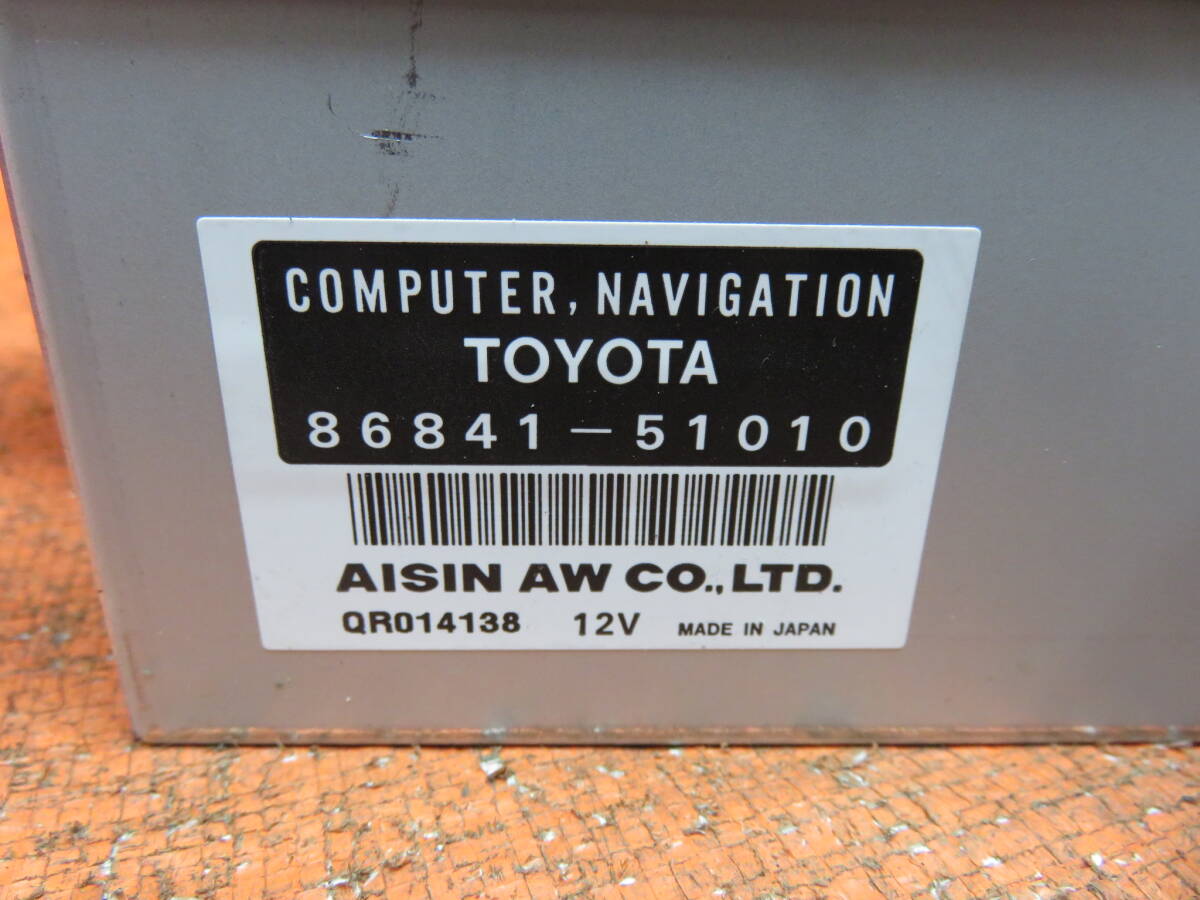 COMPUTER, NAVIGATION
TOYOTA
86841-51010
AISIN AW CO.,LTD.
QR014138 12V MADE IN JAPAN